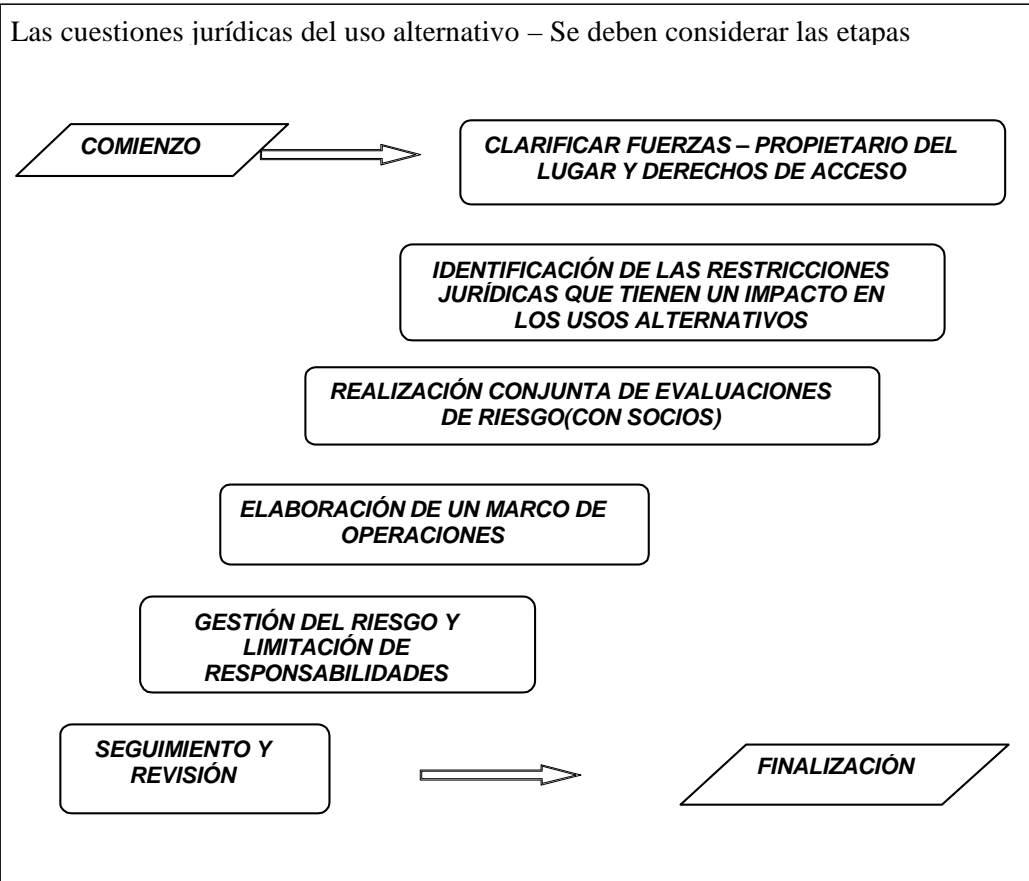 Las cuestiones jurídicas del uso alternativo – Se deben considerar las etapas
COMIENZO
CLARIFICAR FUERZAS – PROPIETARIO DEL
LUGAR Y DERECHOS DE ACCESO
IDENTIFICACIÓN DE LAS RESTRICCIONES
JURÍDICAS QUE TIENEN UN IMPACTO EN
LOS USOS ALTERNATIVOS
REALIZACIÓN CONJUNTA DE EVALUACIONES
DE RIESGO(CON SOCIOS)
ELABORACIÓN DE UN MARCO DE
OPERACIONES
GESTIÓN DEL RIESGO Y
LIMITACIÓN DE
RESPONSABILIDADES
SEGUIMIENTO Y
REVISIÓN
FINALIZACIÓN